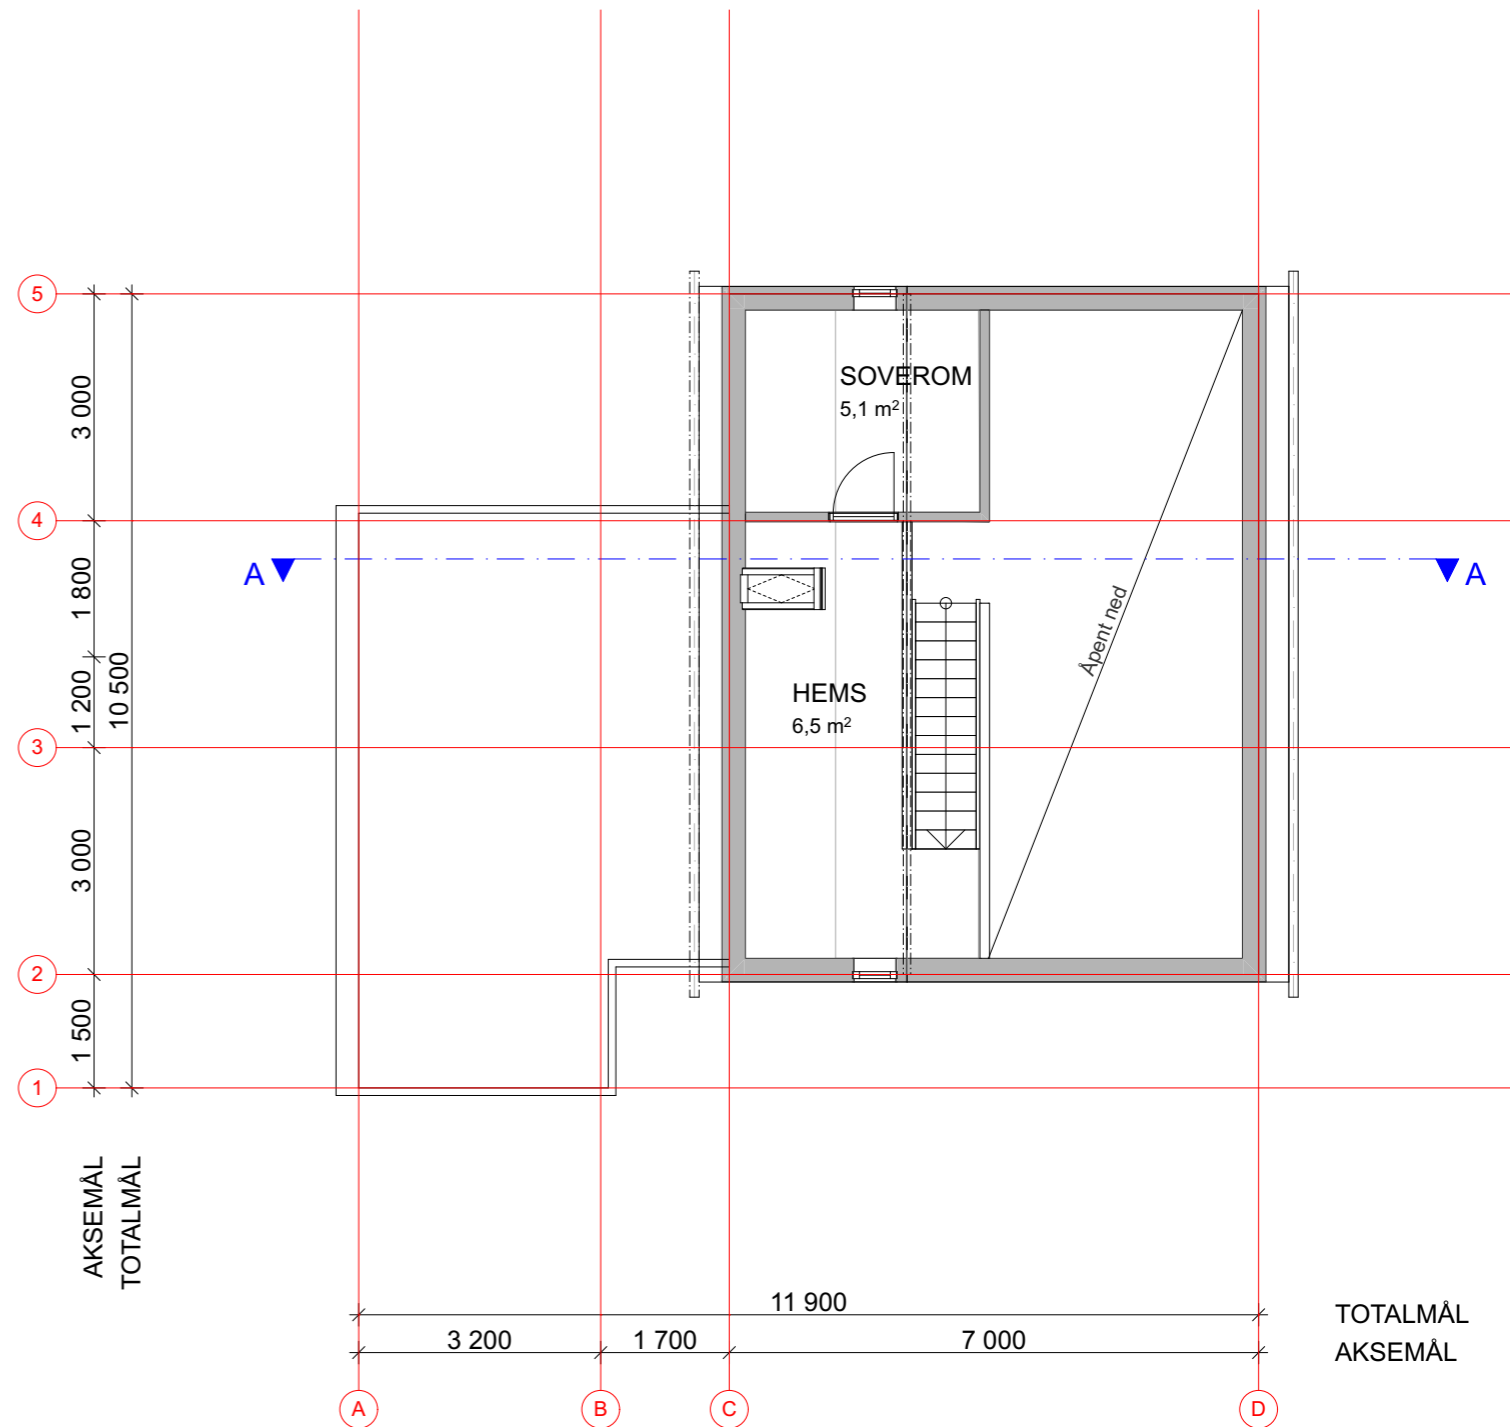 5
SOVEROM
5,1 m²
3 000
4
A
A
1 800
Åpent ned
1 200
10 500
HEMS
6,5 m²
3
3 000
2
1 500
1
AKSEMÅL
TOTALMÅL
11 900
TOTALMÅL
3 200
1 700
7 000
AKSEMÅL
A
B
C
D